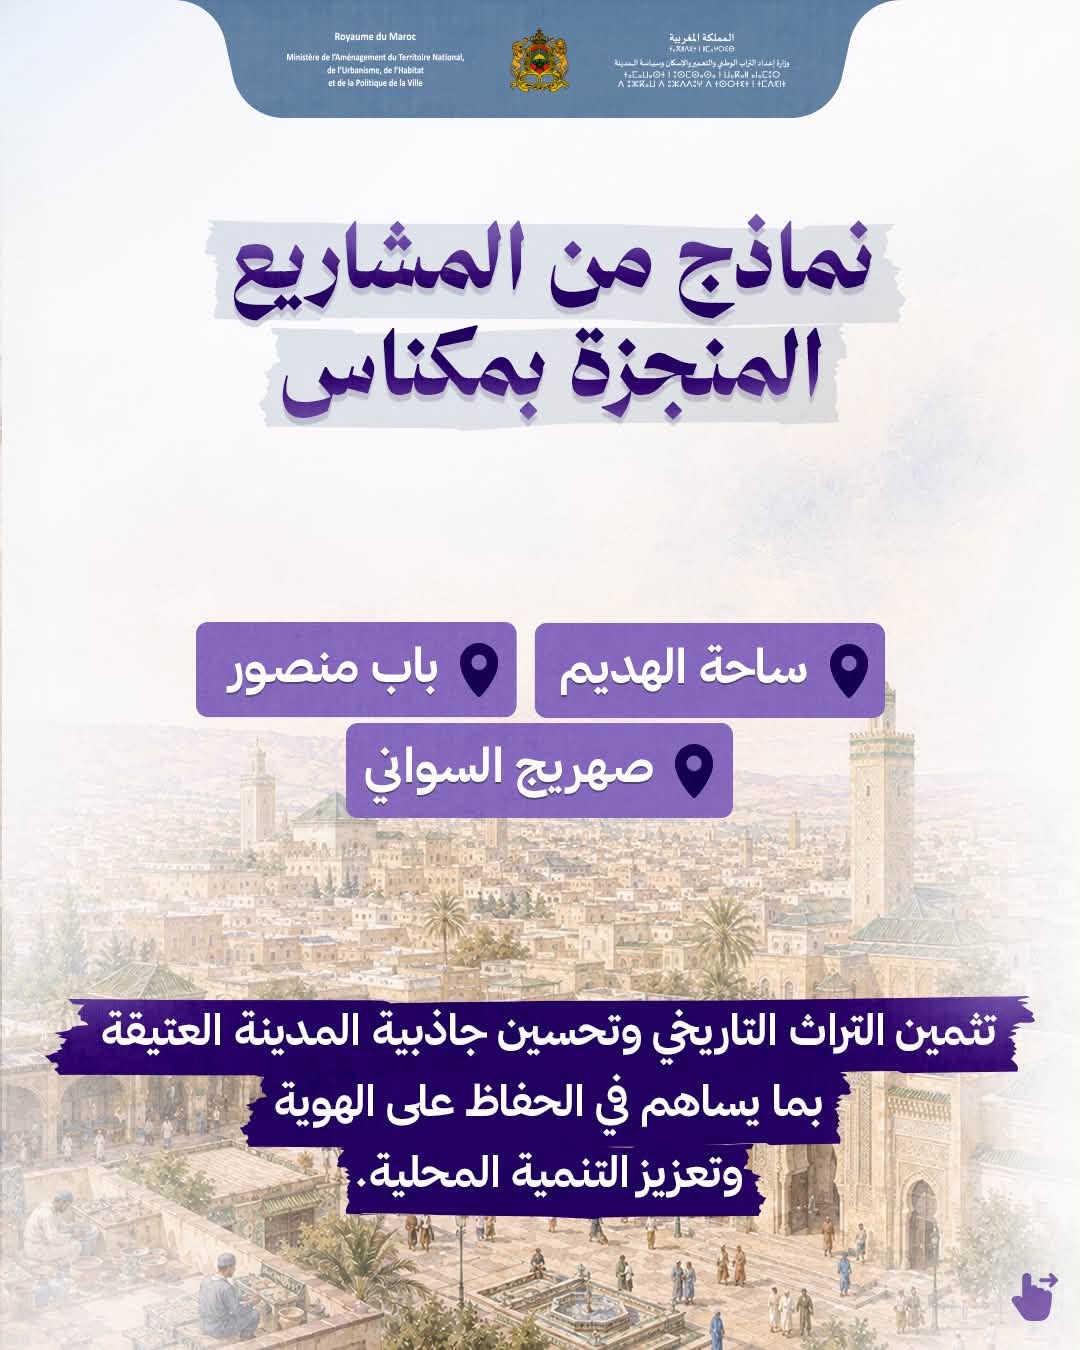 Royaume du Maroc
Ministère de l'Aménagement du Territoire National,
de l'Urbanisme, de l'Habitat
et de la Politique de la Ville
المملكة المغربية
ⵜⴰⴳⵍⴷⵉⵜ ⵏ ⵍⵎⵖⵔⵉⴱ
وزارة إعداد التراب الوطني والتعمير والإسكان وسياسة المدينة
نماذج من المشاريع
المنجزة بمكناس
ساحة الهديم
باب منصور
صهريج السواني
تثمين التراث التاريخي وتحسين جاذبية المدينة العتيقة
بما يساهم في الحفاظ على الهوية
وتعزيز التنمية المحلية.